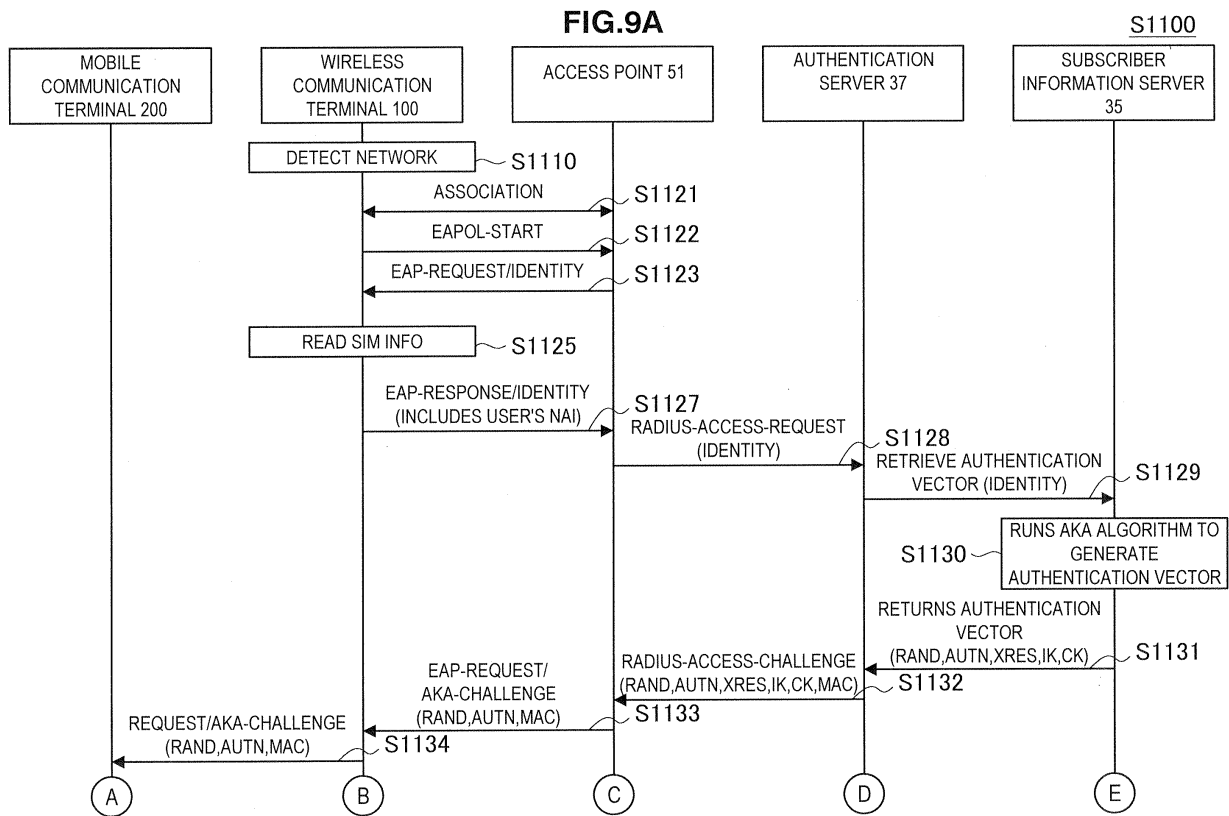 FIG.9A
S1100
MOBILE
COMMUNICATION
TERMINAL 200
WIRELESS
COMMUNICATION
TERMINAL 100
ACCESS POINT 51
AUTHENTICATION
SERVER 37
SUBSCRIBER
INFORMATION SERVER
35
DETECT NETWORK
S1110
ASSOCIATION
S1121
EAPOL-START
S1122
EAP-REQUEST/IDENTITY
S1123
READ SIM INFO
S1125
EAP-RESPONSE/IDENTITY
(INCLUDES USER'S NAI)
S1127
RADIUS-ACCESS-REQUEST
(IDENTITY)
S1128
RETRIEVE AUTHENTICATION
VECTOR (IDENTITY)
S1129
S1130
RUNS AKA ALGORITHM TO
GENERATE
AUTHENTICATION VECTOR
RETURNS AUTHENTICATION
VECTOR
(RAND,AUTN,XRES,IK,CK)
S1131
RADIUS-ACCESS-CHALLENGE
(RAND,AUTN,XRES,IK,CK,MAC)
S1132
EAP-REQUEST/
AKA-CHALLENGE
(RAND,AUTN,MAC)
S1133
REQUEST/AKA-CHALLENGE
(RAND,AUTN,MAC)
S1134
A
B
C
D
E